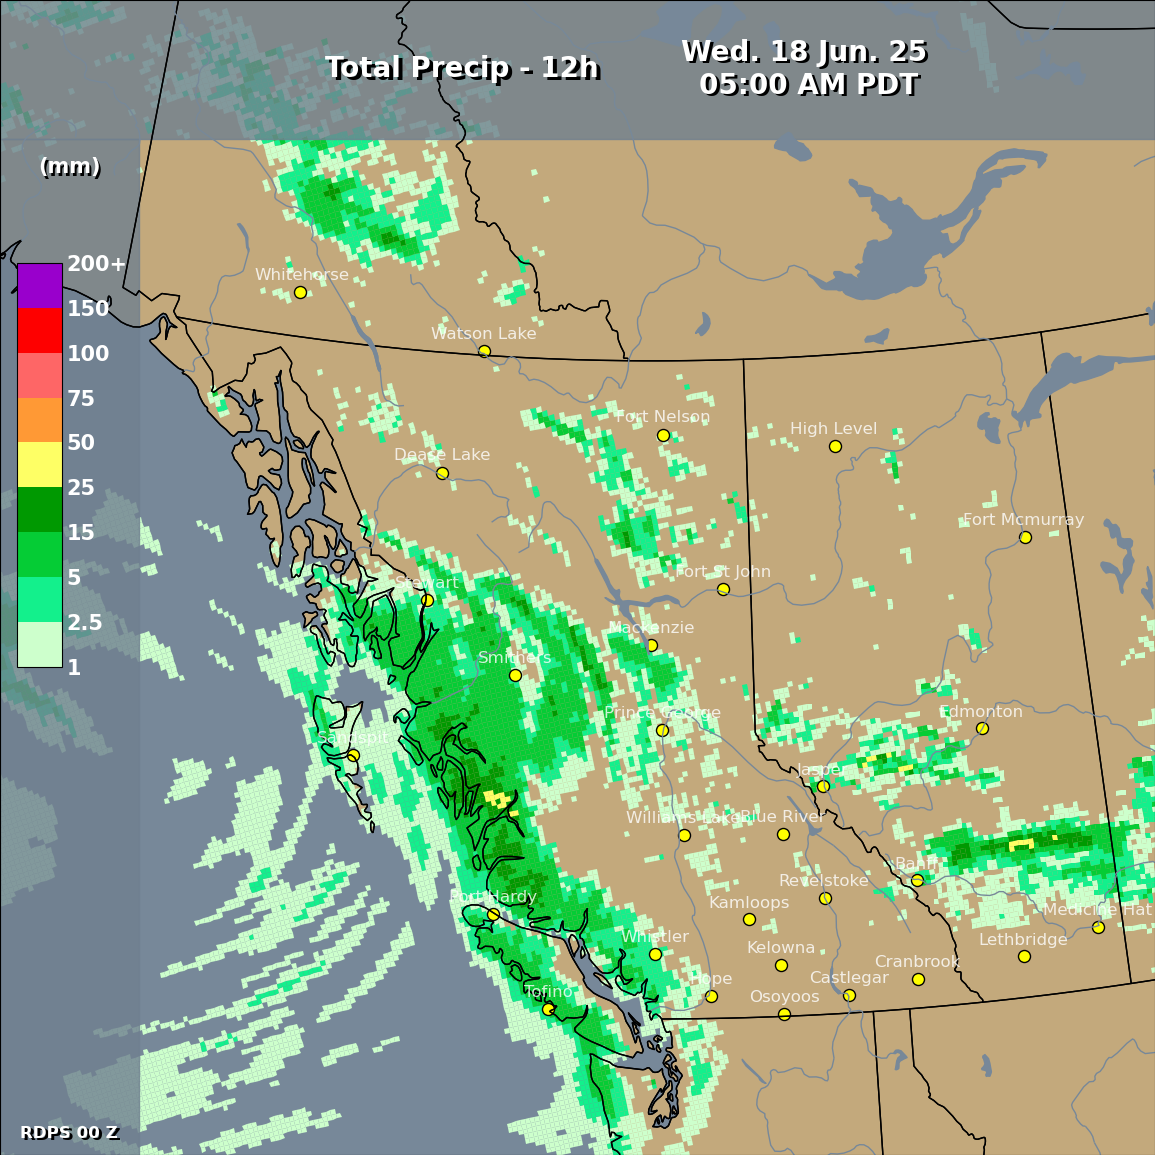 Total Precip - 12h
Wed. 18 Jun. 25
05:00 AM PDT
(mm)
200+
150
100
75
50
25
15
5
2.5
1
Whitehorse
Watson Lake
Fort Nelson
High Level
Dease Lake
Fort Mcmurray
Fort St John
Stewart
Mackenzie
Smithers
Prince George
Edmonton
Sandspit
Jasper
Williams Lake
Blue River
Banff
Revelstoke
Port Hardy
Kamloops
Medicine Hat
Whistler
Kelowna
Lethbridge
Cranbrook
Hope
Castlegar
Tofino
Osoyoos
RDPS 00 Z